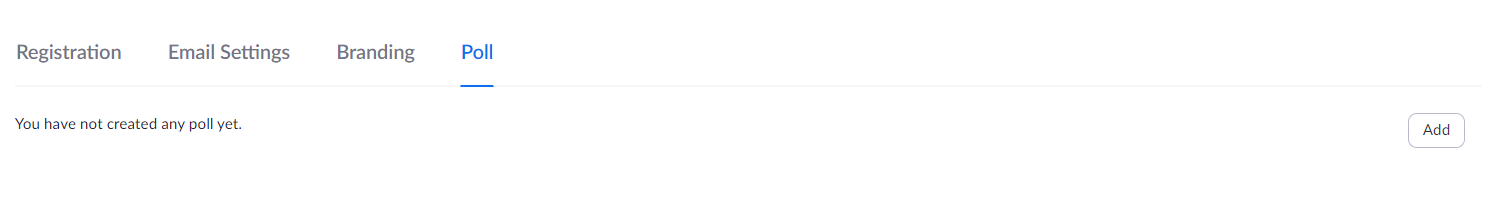 Registration Email Settings Branding Poll
You have not created any poll yet. Add